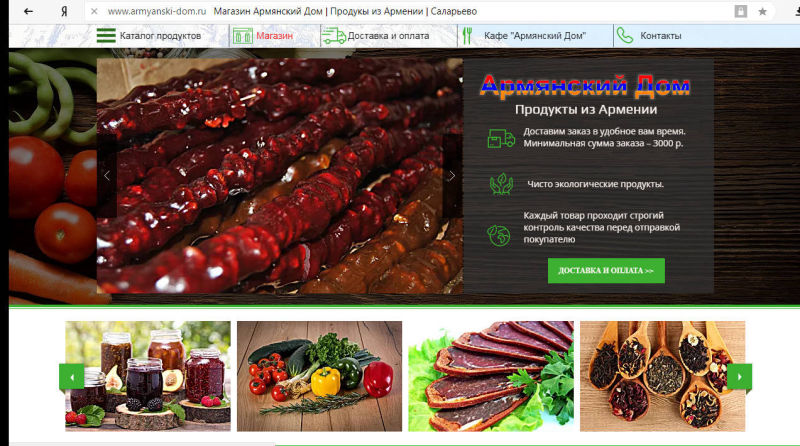 Я
www.armyanski-dom.ru Магазин Армянский Дом | Продукы из Армении | Саларьево
Каталог продуктов
Магазин
Доставка и оплата
Кафе "Армянский Дом"
Контакты
Армянский Дом
Продукты из Армении
Доставим заказ в удобное вам время.
Минимальная сумма заказа – 3000 р.
Чисто экологические продукты.
Каждый товар проходит строгий
контроль качества перед отправкой
покупателю
ДОСТАВКА И ОПЛАТА >>